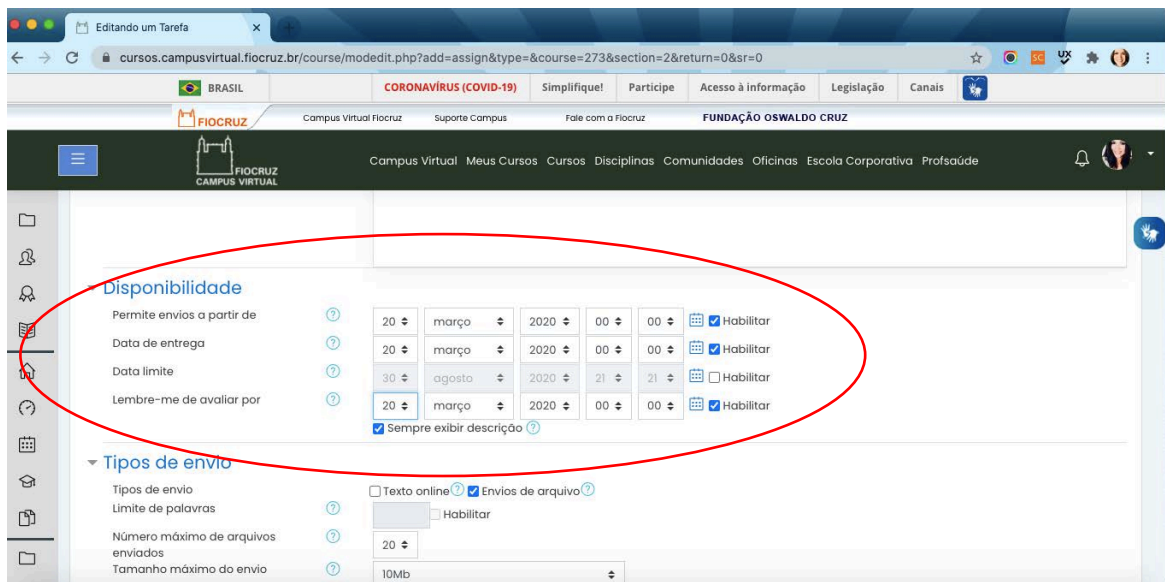 Editando um Tarefa
cursos.campusvirtual.fiocruz.br/course/modedit.php?add=assign&type=&course=273&section=2&return=0&sr=0
SC UX
BRASIL CORONAVÍRUS (COVID-19) Simplifique! Participe Acesso à informação Legislação Canais
FIOCRUZ Campus Virtual Fiocruz Suporte Campus Fale com a Fiocruz FUNDAÇÃO OSWALDO CRUZ
FIOCRUZ
CAMPUS VIRTUAL
Campus Virtual Meus Cursos Cursos Disciplinas Comunidades Oficinas Escola Corporativa Profsaúde
Disponibilidade
Permite envios a partir de ? 20 março 2020 00 00 Habilitar
Data de entrega ? 20 março 2020 00 00 Habilitar
Data limite ? 30 agosto 2020 21 21 Habilitar
Lembre-me de avaliar por ? 20 março 2020 00 00 Habilitar
Sempre exibir descrição ?
Tipos de envio
Tipos de envio Texto online ? Envios de arquivo ?
Limite de palavras ? Habilitar
Número máximo de arquivos enviados ? 20
Tamanho máximo do envio ? 10Mb